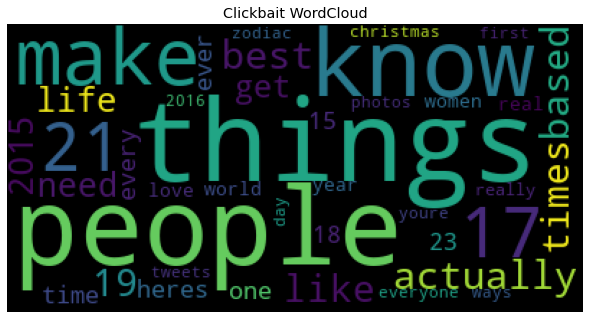 Clickbait WordCloud
zodiac
christmas
first
make
ever
best
know
based
get
life
2016
photos
women
real
2015
21
things
15
times
every
need
love
world
year
really
people
day
youre
17
18
23
19
tweets
actually
time
heres
one
like
everyone
ways